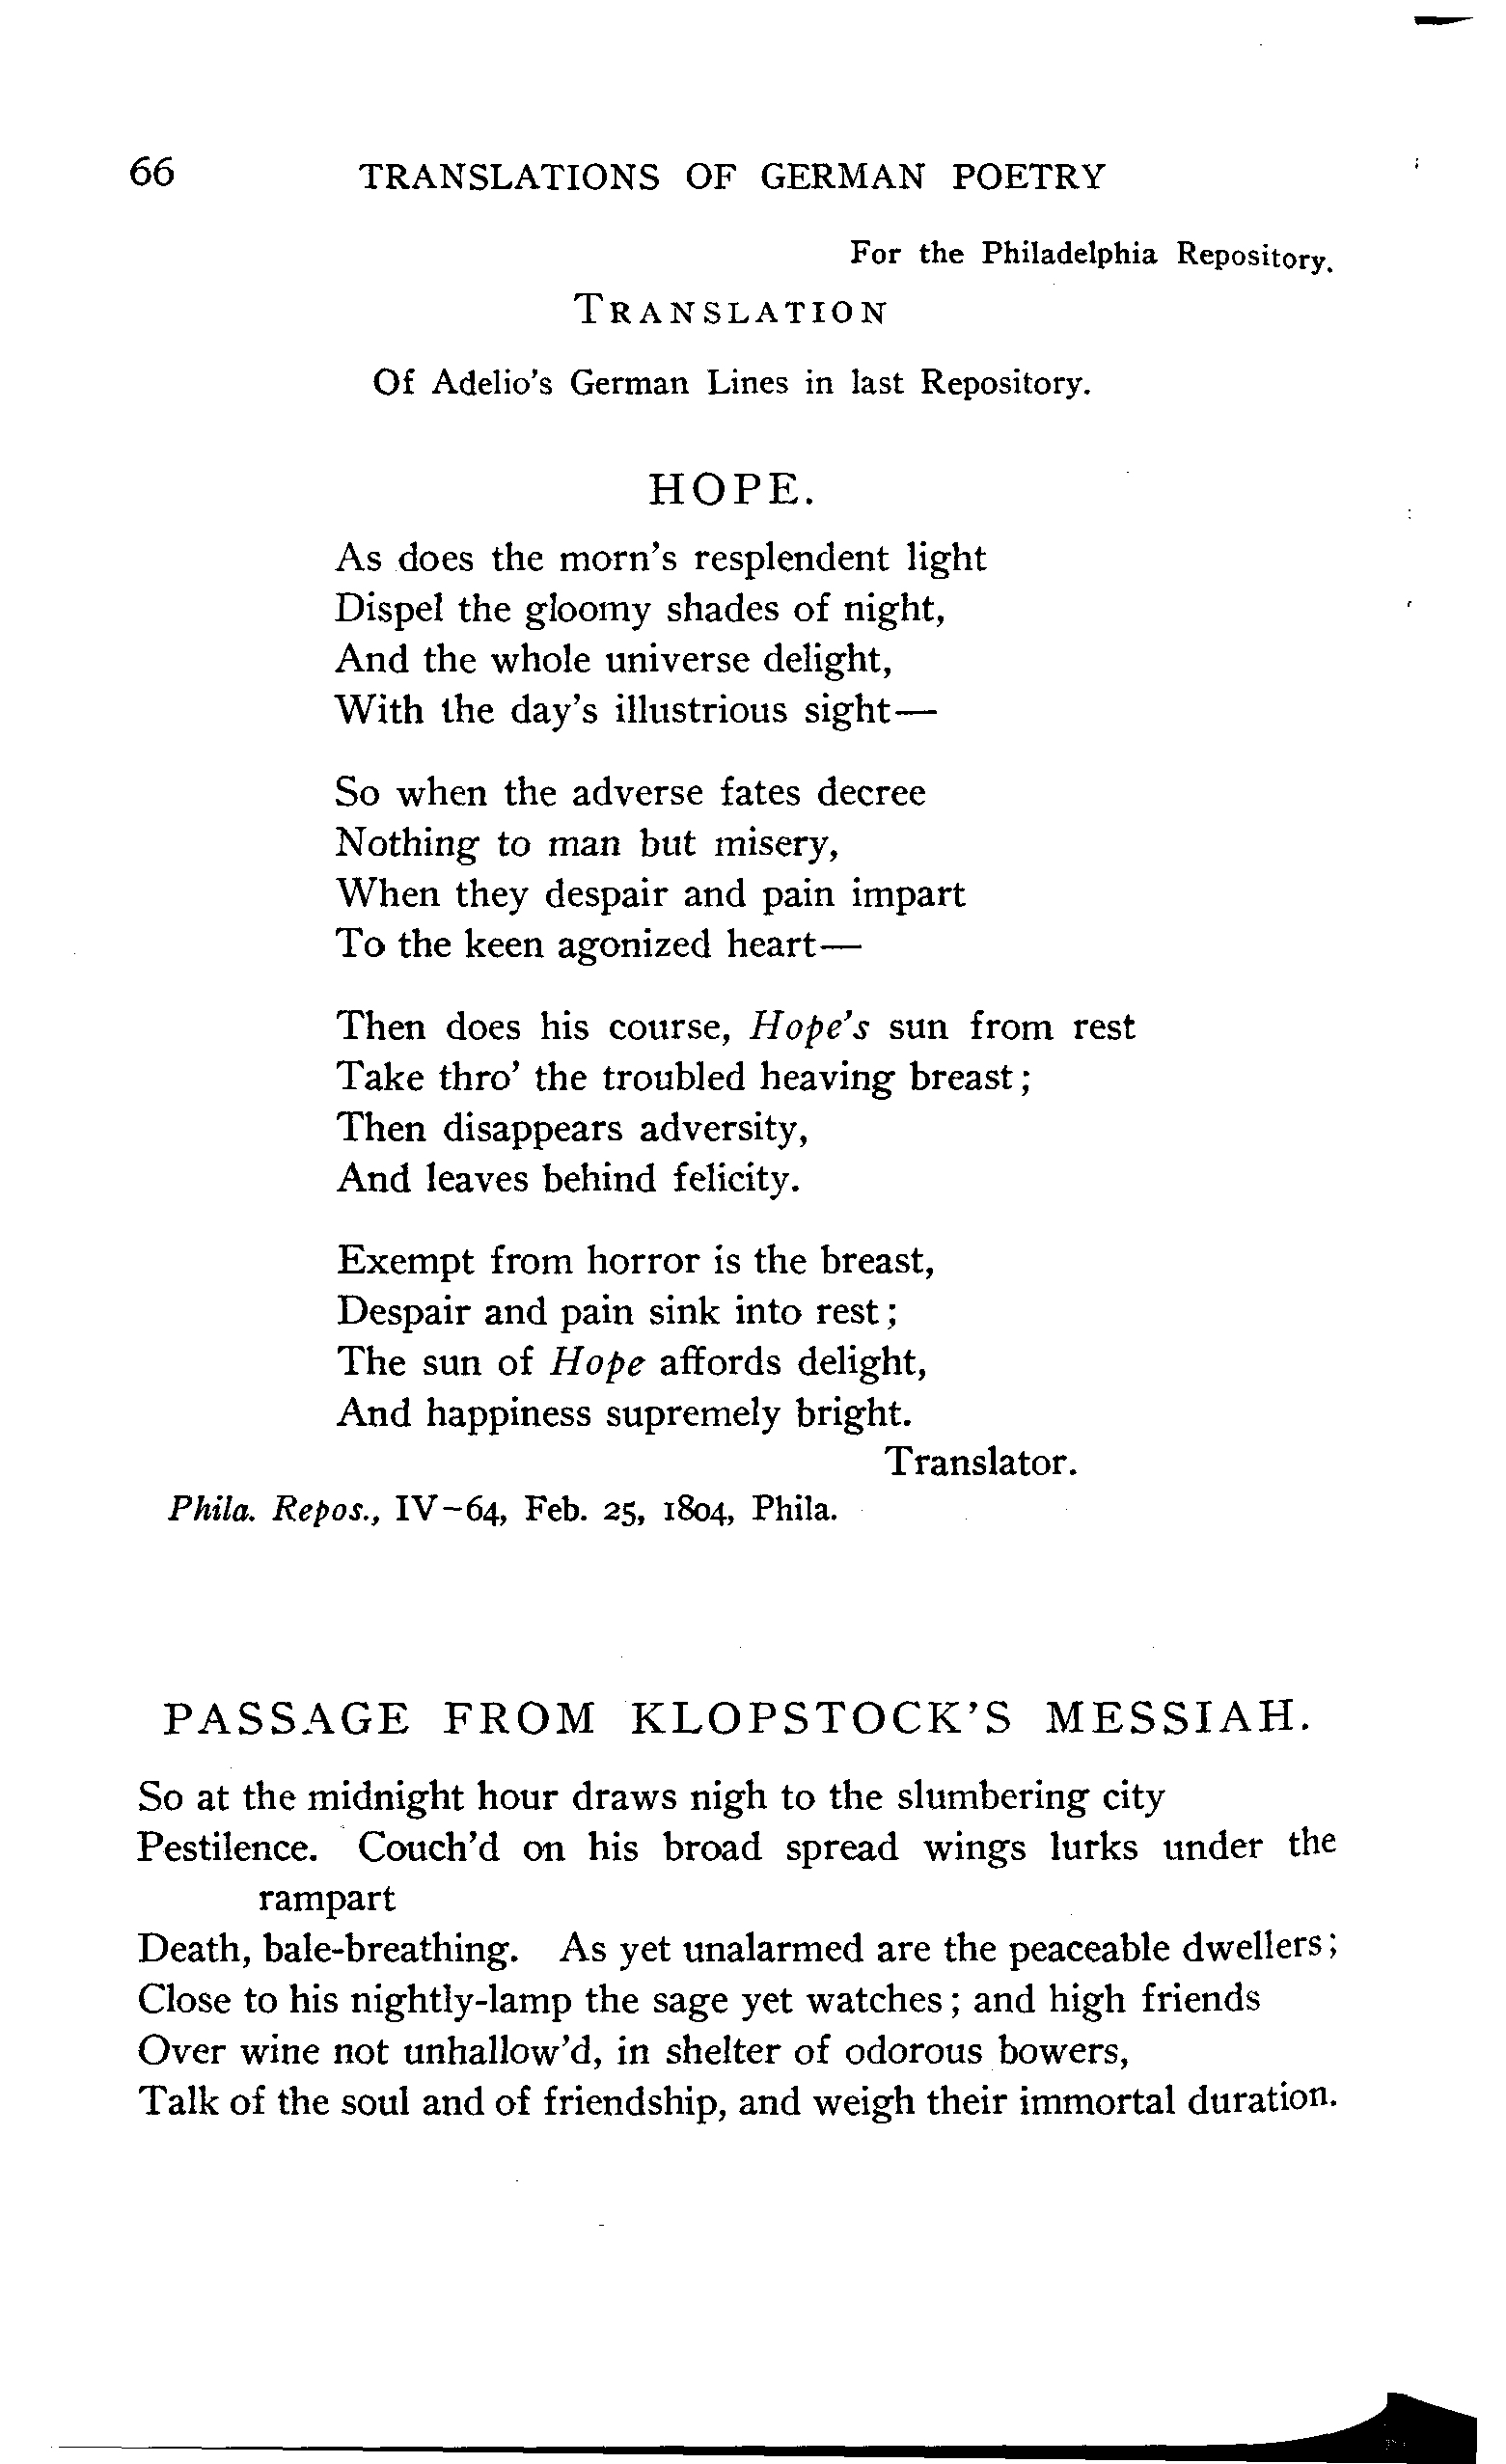 66 TRANSLATIONS OF GERMAN POETRY
For the Philadelphia Repository.
TRANSLATION
Of Adelio's German Lines in last Repository.
HOPE.
As does the morn's resplendent light
Dispel the gloomy shades of night,
And the whole universe delight,
With the day's illustrious sight—
So when the adverse fates decree
Nothing to man but misery,
When they despair and pain impart
To the keen agonized heart—
Then does his course, Hope's sun from rest
Take thro' the troubled heaving breast;
Then disappears adversity,
And leaves behind felicity.
Exempt from horror is the breast,
Despair and pain sink into rest;
The sun of Hope affords delight,
And happiness supremely bright.
Translator.
Phila. Repos., IV-64, Feb. 25, 1804, Phila.
PASSAGE FROM KLOPSTOCK'S MESSIAH.
So at the midnight hour draws nigh to the slumbering city
Pestilence. Couch'd on his broad spread wings lurks under the
rampart
Death, bale-breathing. As yet unalarmed are the peaceable dwellers;
Close to his nightly-lamp the sage yet watches; and high friends
Over wine not unhallow'd, in shelter of odorous bowers,
Talk of the soul and of friendship, and weigh their immortal duration.